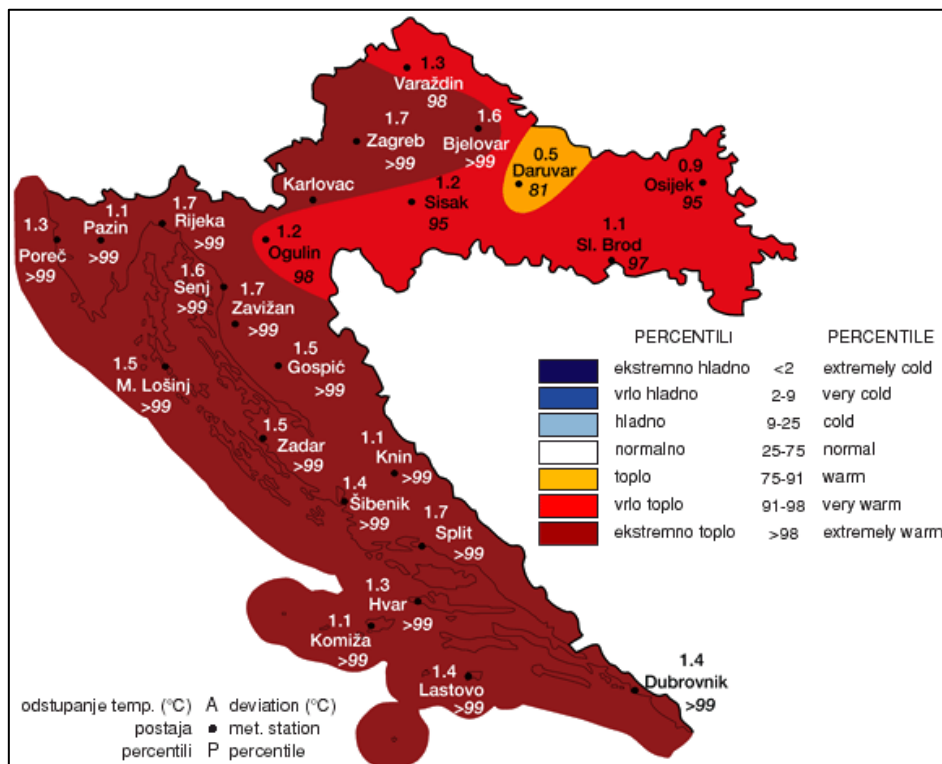 1.3
Varaždin
98
1.7
Zagreb
>99
1.6
Bjelovar
>99
0.5
Daruvar
81
0.9
Osijek
95
Karlovac
1.2
Sisak
95
1.1
Sl. Brod
97
1.3
Poreč
>99
1.1
Pazin
>99
1.7
Rijeka
>99
1.2
Ogulin
98
1.6
Senj
>99
1.7
Zavižan
>99
1.5
M. Lošinj
>99
1.5
Gospić
>99
1.5
Zadar
>99
1.1
Knin
>99
1.4
Šibenik
>99
1.7
Split
>99
1.3
Hvar
>99
1.1
Komiža
>99
1.4
Lastovo
>99
1.4
Dubrovnik
>99
PERCENTILI PERCENTILE
ekstremno hladno <2 extremely cold
vrlo hladno 2-9 very cold
hladno 9-25 cold
normalno 25-75 normal
toplo 75-91 warm
vrlo toplo 91-98 very warm
ekstremno toplo >98 extremely warm
odstupanje temp. (°C) A deviation (°C)
postaja ● met. station
percentili P percentile